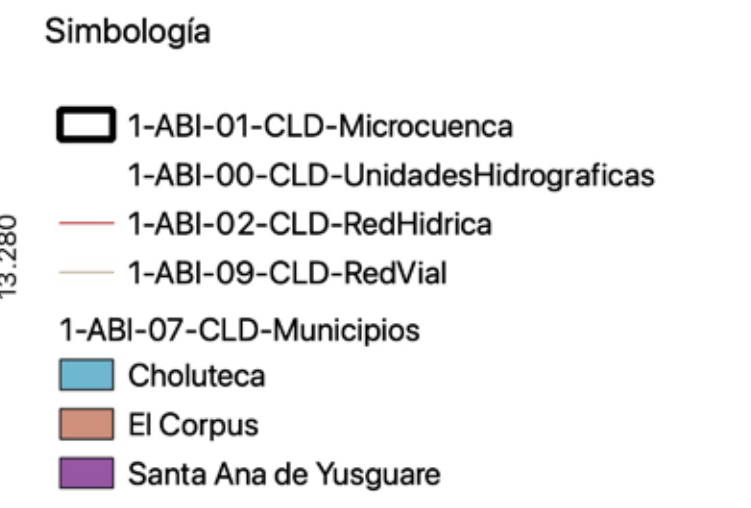 Simbología
1-ABI-01-CLD-Microcuenca
1-ABI-00-CLD-UnidadesHidrograficas
1-ABI-02-CLD-RedHidrica
1-ABI-09-CLD-RedVial
13.280
1-ABI-07-CLD-Municipios
Choluteca
El Corpus
Santa Ana de Yusguare